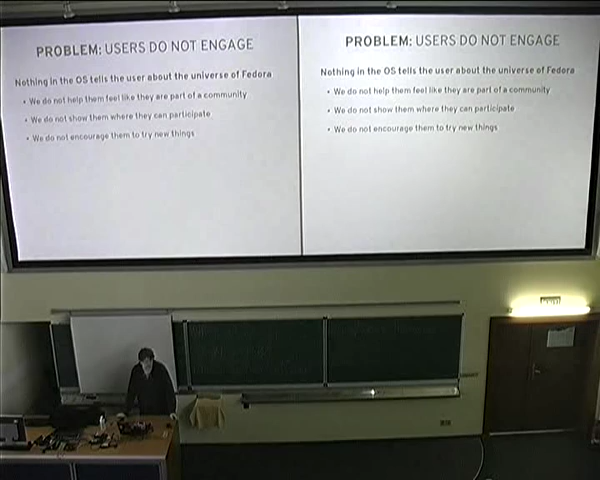 PROBLEM: USERS DO NOT ENGAGE
Nothing in the OS tells the user about the universe of Fedora
• We do not help them feel like they are part of a community
• We do not show them where they can participate
• We do not encourage them to try new things
PROBLEM: USERS DO NOT ENGAGE
Nothing in the OS tells the user about the universe of Fedora
• We do not help them feel like they are part of a community
• We do not show them where they can participate
• We do not encourage them to try new things